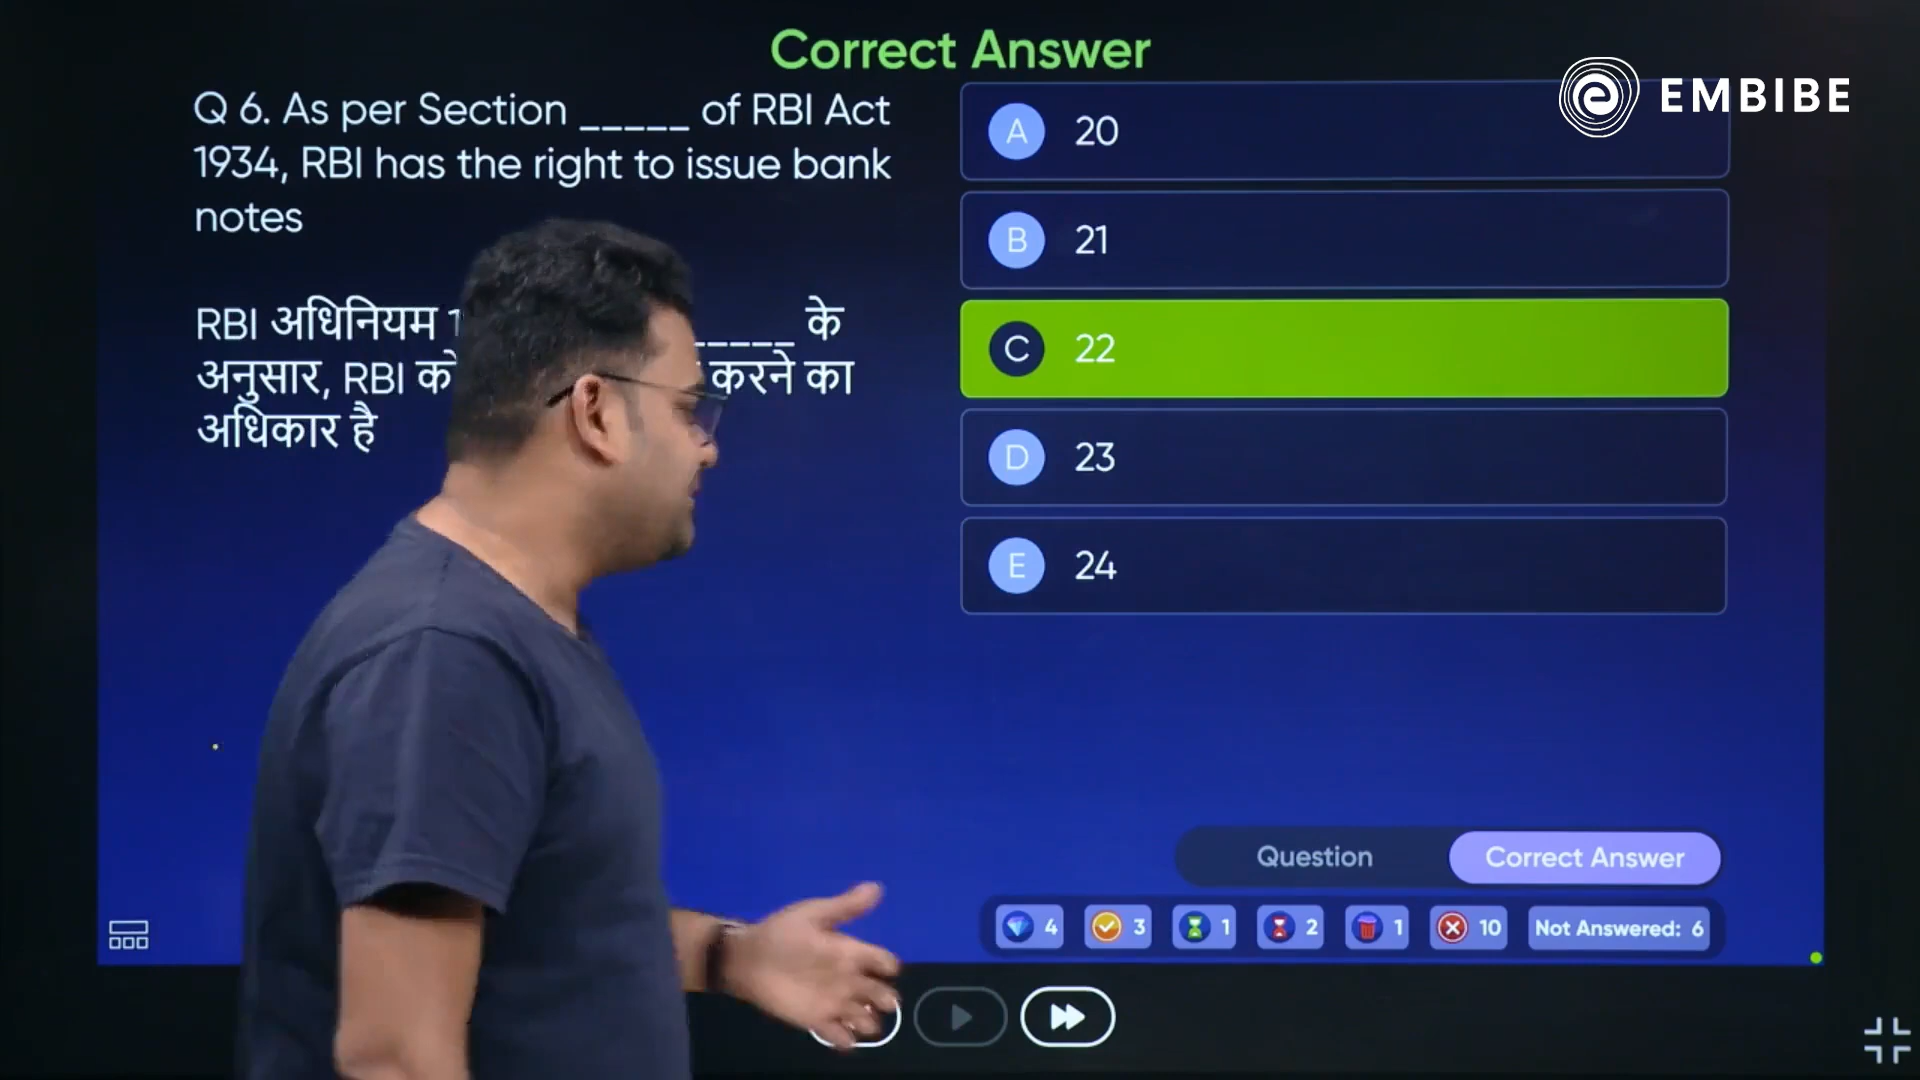 Correct Answer
EMBIBE
Q 6. As per Section _____ of RBI Act
1934, RBI has the right to issue bank
notes
RBI अधिनियम _____ के
अनुसार, RBI को करने का
अधिकार है
A 20
B 21
C 22
D 23
E 24
Question Correct Answer
4 3 1 2 1 10 Not Answered: 6